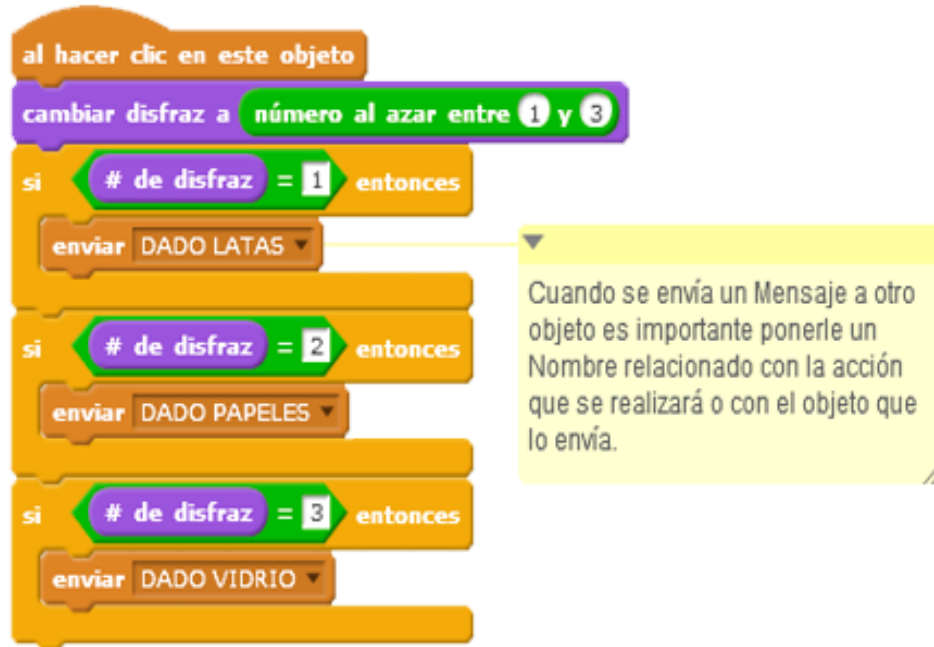 al hacer clic en este objeto
cambiar disfraz a número al azar entre 1 y 3
si # de disfraz = 1 entonces
enviar DADO LATAS
Cuando se envía un Mensaje a otro
objeto es importante ponerle un
Nombre relacionado con la acción
que se realizará o con el objeto que
lo envía.
si # de disfraz = 2 entonces
enviar DADO PAPELES
si # de disfraz = 3 entonces
enviar DADO VIDRIO